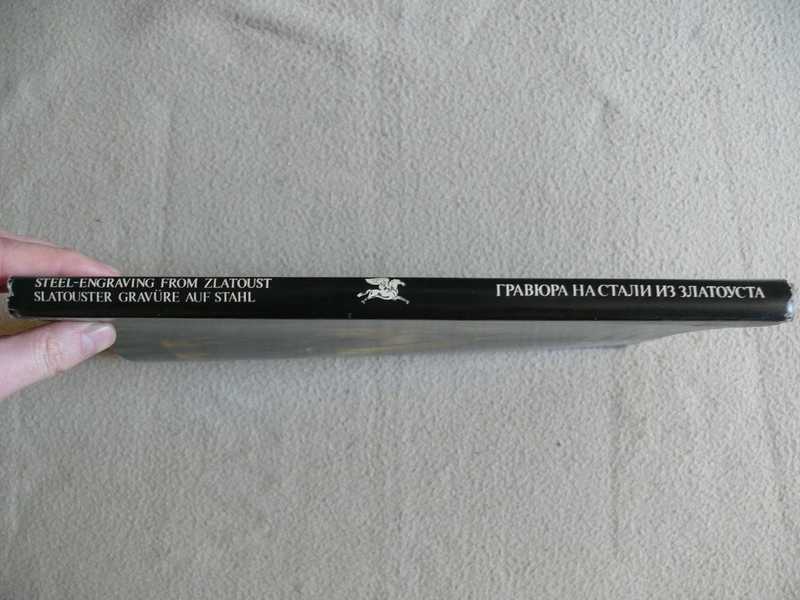 STEEL-ENGRAVING FROM ZLATOUST
SLATOUSTER GRAVÜRE AUF STAHL
ГРАВЮРА НА СТАЛИ ИЗ ЗЛАТОУСТА